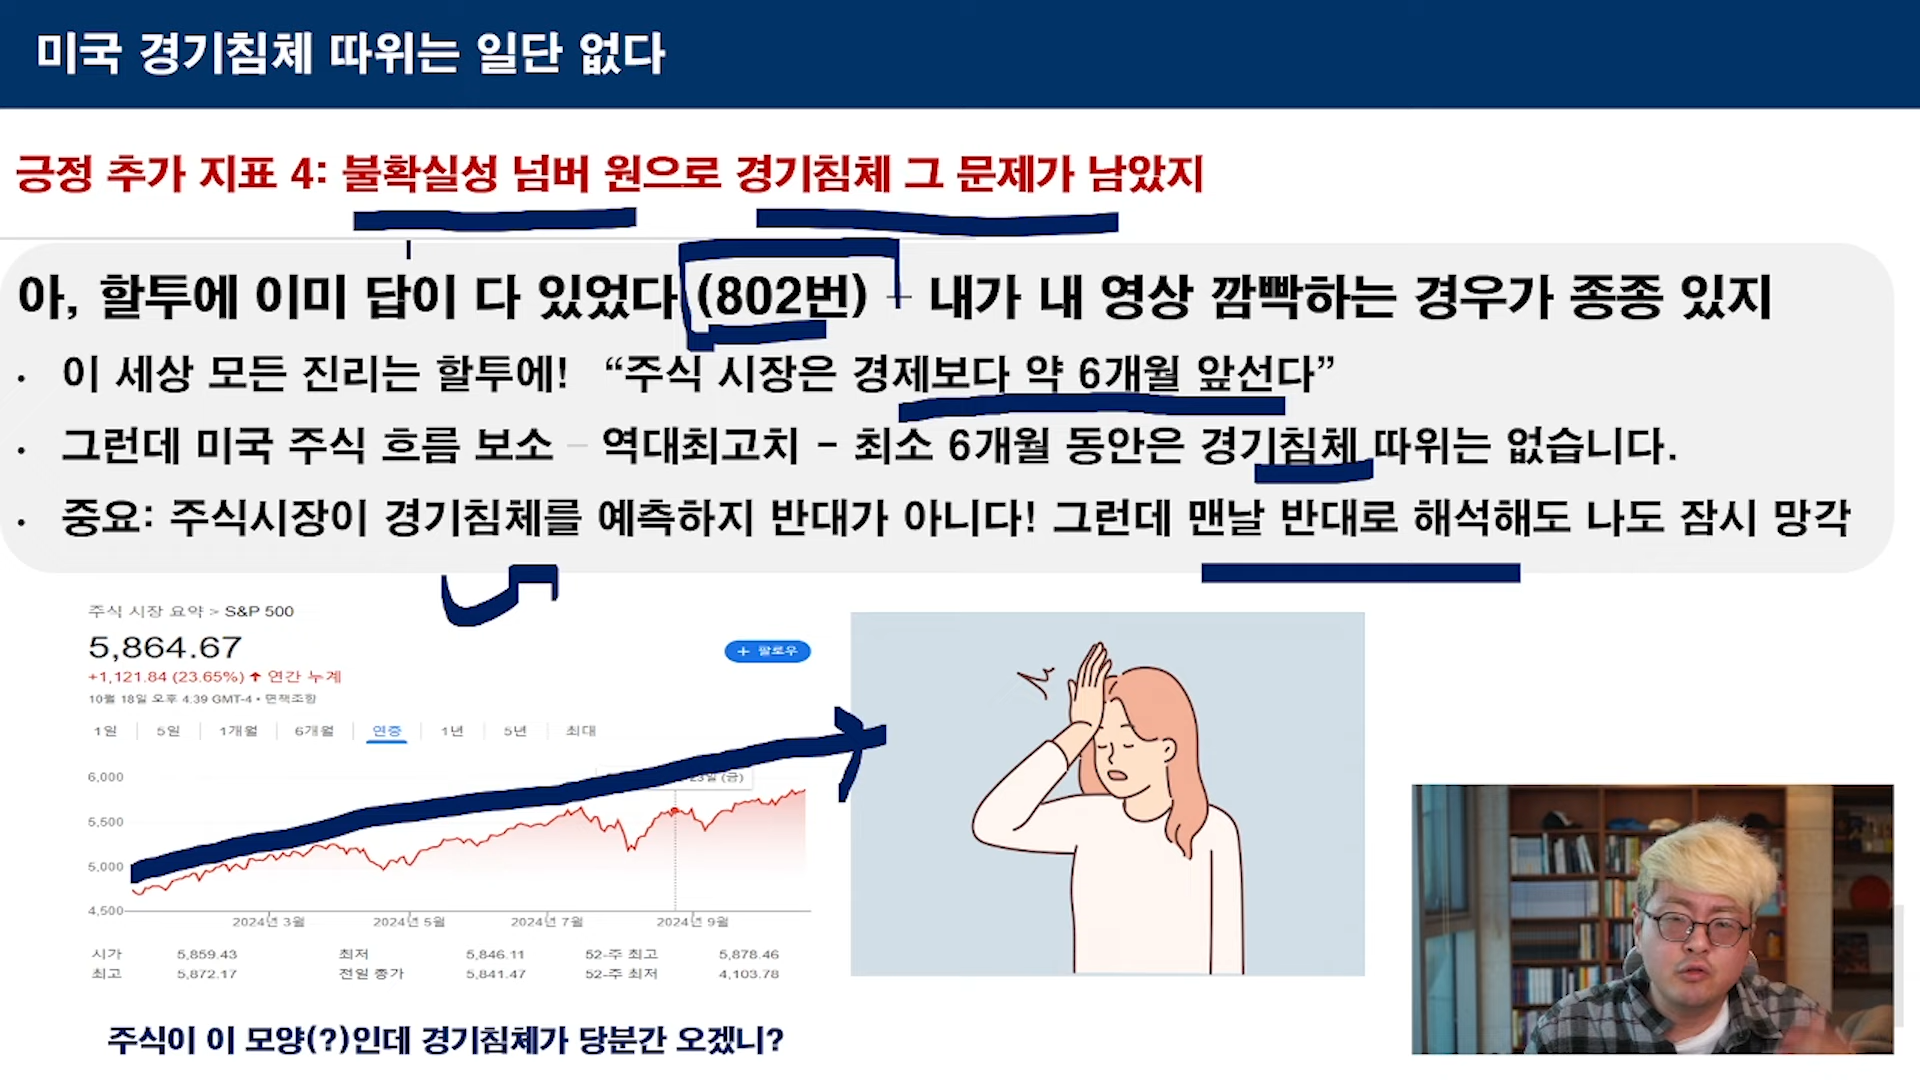 미국 경기침체 따위는 일단 없다
긍정 추가 지표 4: 불확실성 넘버 원으로 경기침체 그 문제가 남았지
아, 할투에 이미 답이 다 있었다 (802번) – 내가 내 영상 깜빡하는 경우가 종종 있지
• 이 세상 모든 진리는 할투에! “주식 시장은 경제보다 약 6개월 앞선다”
• 그런데 미국 주식 흐름 보소 – 역대최고치 – 최소 6개월 동안은 경기침체 따위는 없습니다.
• 중요: 주식시장이 경기침체를 예측하지 반대가 아니다! 그런데 맨날 반대로 해석해도 나도 잠시 망각
주식 시장 요약 > S&P 500
5,864.67
+ 팔로우
+1,121.84 (23.65%) ↑ 연간 누계
10월 18일 오후 4:39 GMT-4 • 면책조항
1일 5일 1개월 6개월 연중 1년 5년 최대
23일 (금)
6,000
5,500
5,000
4,500
2024년 3월 2024년 5월 2024년 7월 2024년 9월
시가 5,859.43 최저 5,846.11 52-주 최고 5,878.46
최고 5,872.17 전일 종가 5,841.47 52-주 최저 4,103.78
주식이 이 모양(?)인데 경기침체가 당분간 오겠니?